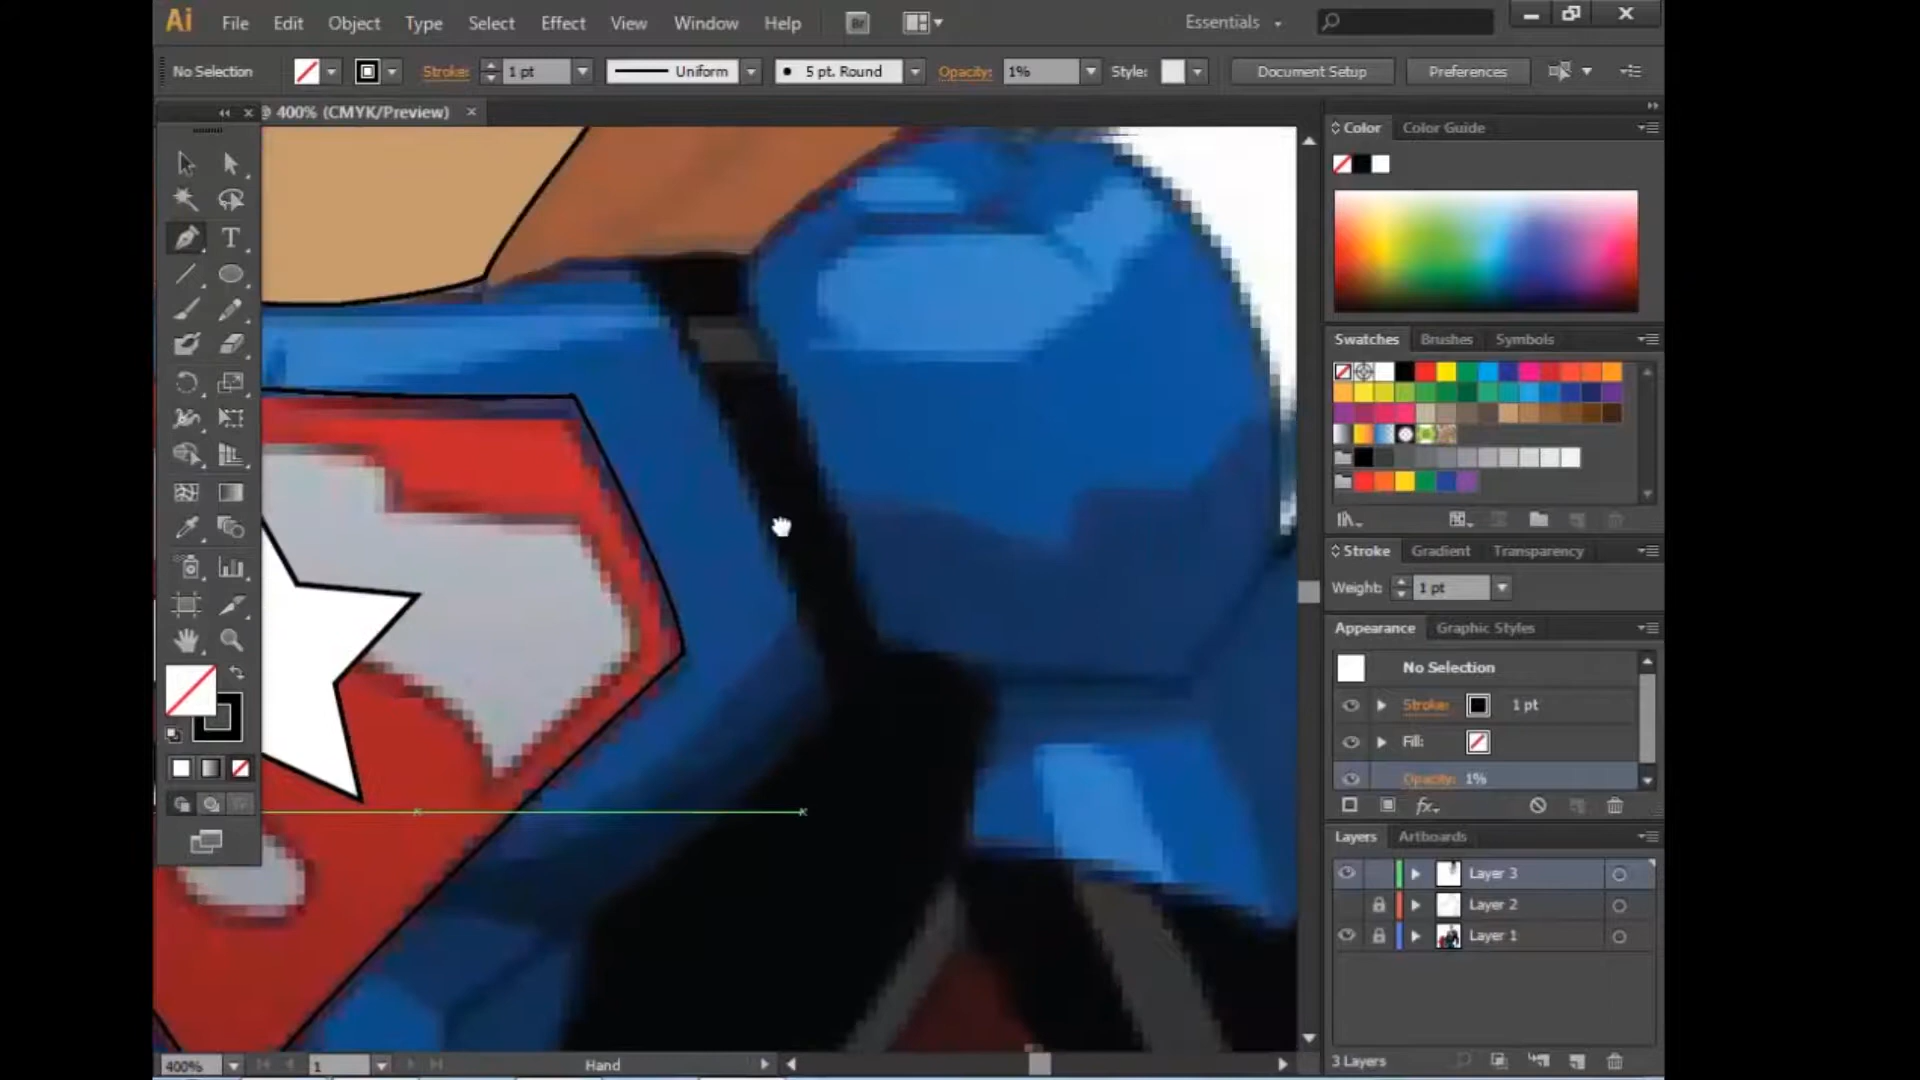 Ai File Edit Object Type Select Effect View Window Help Br Essentials
No Selection Stroke: 1 pt Uniform 5 pt. Round Opacity: 1% Style: Document Setup Preferences
@ 400% (CMYK/Preview)
Color Color Guide
T
Swatches Brushes Symbols
Stroke Gradient Transparency
Weight: 1 pt
Appearance Graphic Styles
No Selection
Stroke: 1 pt
Fill:
Opacity: 1%
fx
Layers Artboards
Layer 3
Layer 2
Layer 1
3 Layers
400% 1 Hand